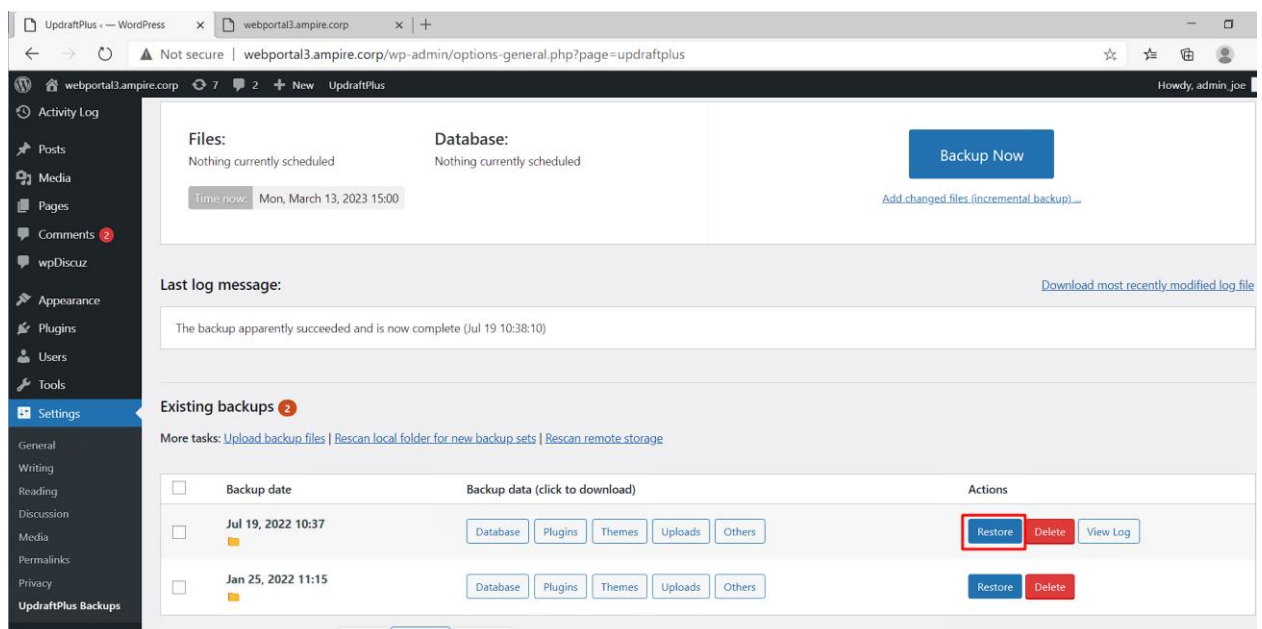 UpdraftPlus ‹ — WordPress
webportal3.ampire.corp
Not secure | webportal3.ampire.corp/wp-admin/options-general.php?page=updraftplus
webportal3.ampire.corp 7 2 + New UpdraftPlus Howdy, admin_joe
Activity Log
Posts
Media
Pages
Comments 2
wpDiscuz
Appearance
Plugins
Users
Tools
Settings
General
Writing
Reading
Discussion
Media
Permalinks
Privacy
UpdraftPlus Backups
Files:
Nothing currently scheduled
Database:
Nothing currently scheduled
Time now: Mon, March 13, 2023 15:00
Backup Now
Add changed files (incremental backup) ...
Last log message:
Download most recently modified log file
The backup apparently succeeded and is now complete (Jul 19 10:38:10)
Existing backups 2
More tasks: Upload backup files | Rescan local folder for new backup sets | Rescan remote storage
Backup date Backup data (click to download) Actions
Jul 19, 2022 10:37 Database Plugins Themes Uploads Others Restore Delete View Log
Jan 25, 2022 11:15 Database Plugins Themes Uploads Others Restore Delete